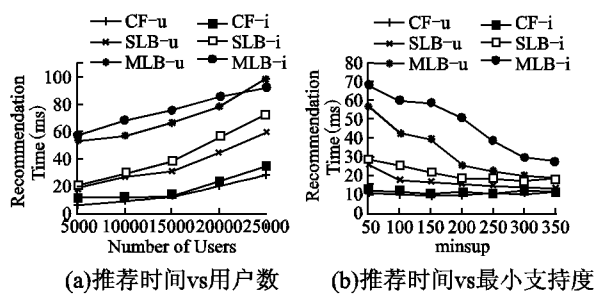 CF-u CF-i
SLB-u SLB-i
MLB-u MLB-i
Recommendation
Time(ms)
100
80
60
40
20
0
5000 10000 15000 20000 25000
Number of Users
(a)推荐时间vs用户数
CF-u CF-i
SLB-u SLB-i
MLB-u MLB-i
Recommendation
Time(ms)
80
70
60
50
40
30
20
10
0
50 100 150 200 250 300 350
minsup
(b)推荐时间vs最小支持度